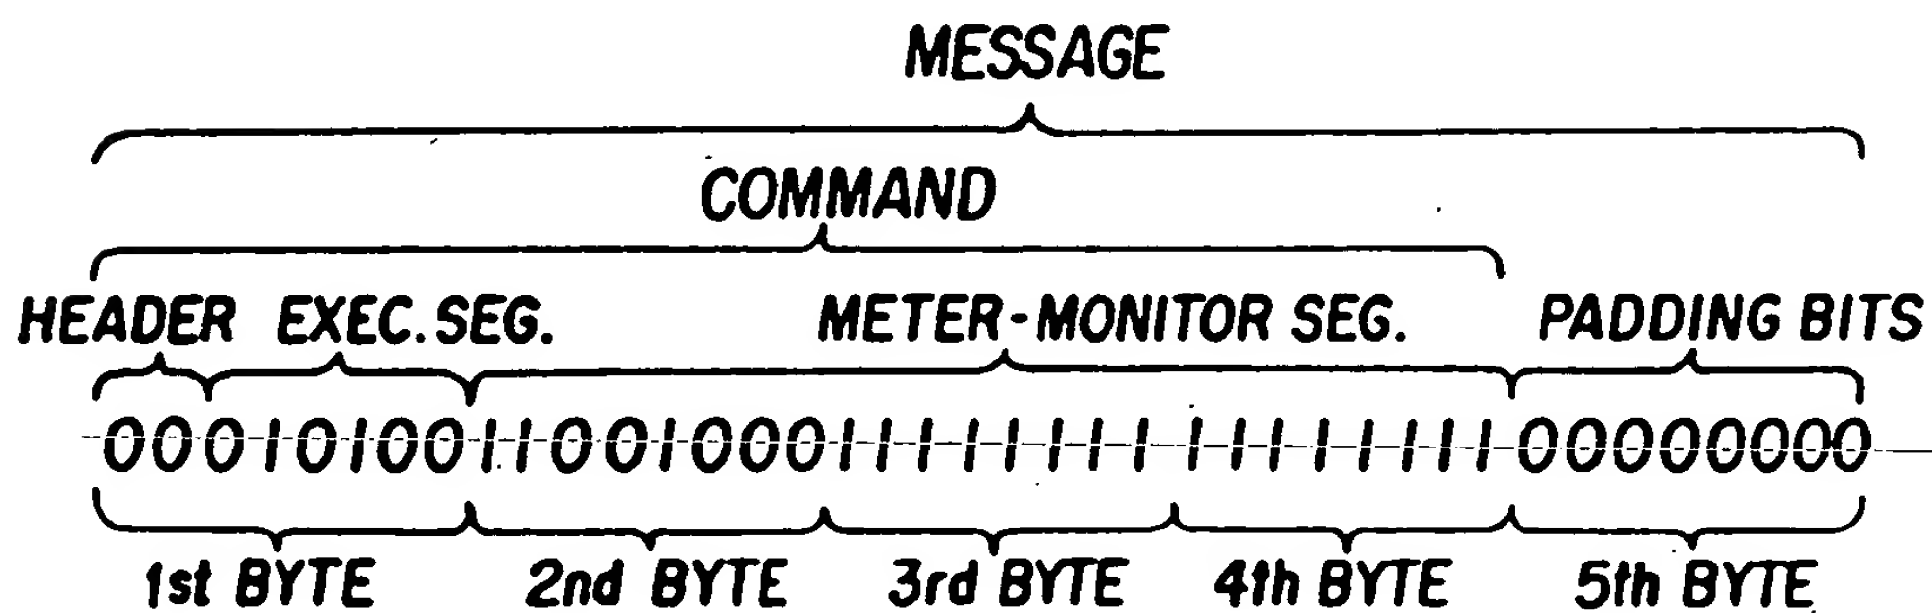 MESSAGE
COMMAND
HEADER EXEC. SEG. METER-MONITOR SEG. PADDING BITS
0001010011001000111111111111111100000000
1st BYTE 2nd BYTE 3rd BYTE 4th BYTE 5th BYTE